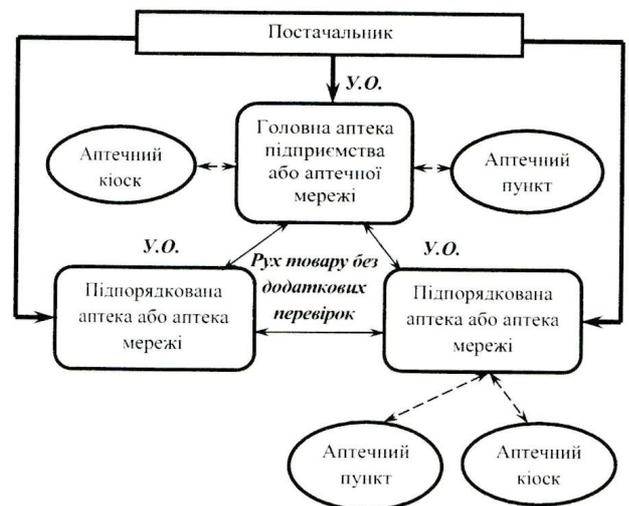 Постачальник
У.О.
Головна аптека
підприємства
або аптечної
мережі
Аптечний
кіоск
Аптечний
пункт
У.О.
У.О.
Рух товару без
додаткових
перевірок
Підпорядкована
аптека або аптека
мережі
Підпорядкована
аптека або аптека
мережі
Аптечний
пункт
Аптечний
кіоск